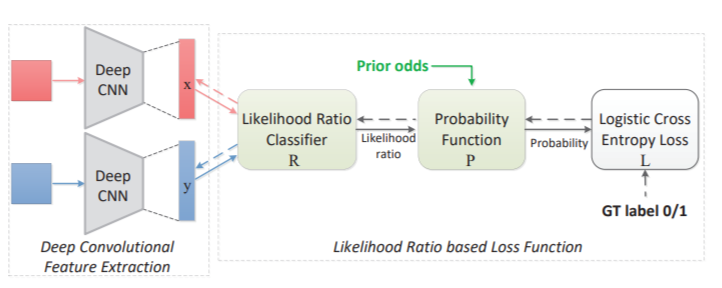 Deep
CNN
x
Deep
CNN
y
Deep Convolutional
Feature Extraction
Prior odds
Likelihood Ratio
Classifier
R
Likelihood
ratio
Probability
Function
P
Probability
Logistic Cross
Entropy Loss
L
GT label 0/1
Likelihood Ratio based Loss Function